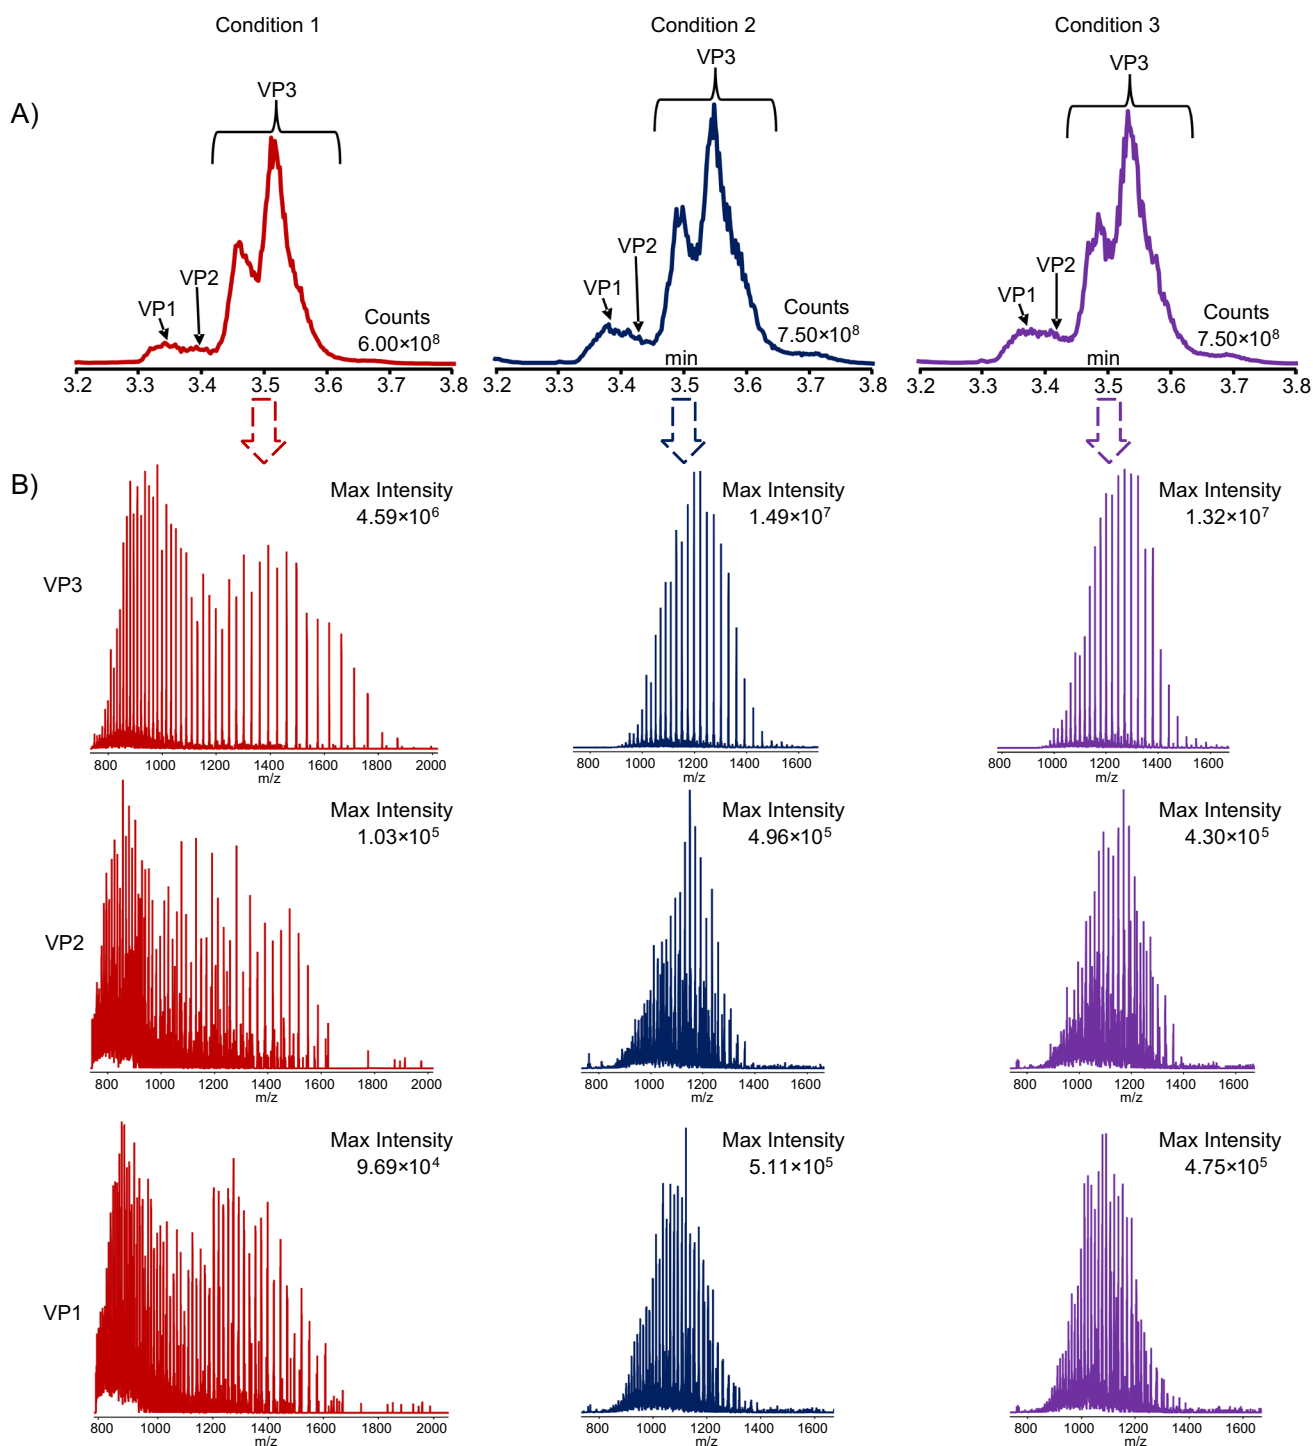 Condition 1
Condition 2
Condition 3
A)
VP3
VP3
VP3
VP1
VP2
VP1
VP2
VP1
VP2
Counts
6.00×10⁸
Counts
7.50×10⁸
Counts
7.50×10⁸
min
min
3.2 3.3 3.4 3.5 3.6 3.7 3.8
3.2 3.3 3.4 3.5 3.6 3.7 3.8
3.2 3.3 3.4 3.5 3.6 3.7 3.8
B)
VP3
Max Intensity
4.59×10⁶
Max Intensity
1.49×10⁷
Max Intensity
1.32×10⁷
800 1000 1200 1400 1600 1800 2000
m/z
800 1000 1200 1400 1600
m/z
800 1000 1200 1400 1600
m/z
VP2
Max Intensity
1.03×10⁵
Max Intensity
4.96×10⁵
Max Intensity
4.30×10⁵
800 1000 1200 1400 1600 1800 2000
m/z
800 1000 1200 1400 1600
m/z
800 1000 1200 1400 1600
m/z
VP1
Max Intensity
9.69×10⁴
Max Intensity
5.11×10⁵
Max Intensity
4.75×10⁵
800 1000 1200 1400 1600 1800 2000
m/z
800 1000 1200 1400 1600
m/z
800 1000 1200 1400 1600
m/z